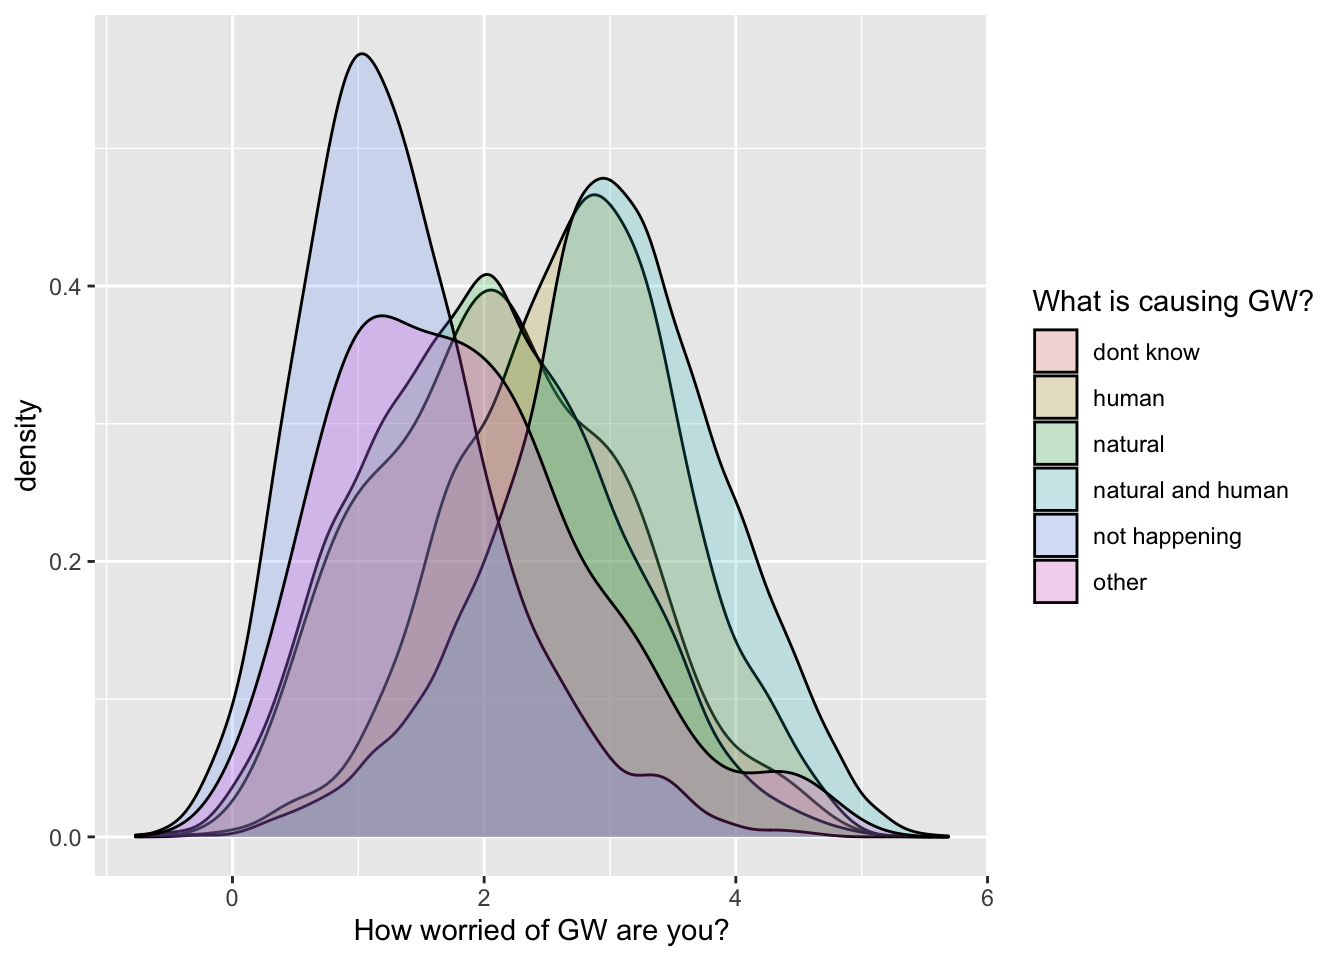 density
0.4
0.2
0.0
0
2
4
6
How worried of GW are you?
What is causing GW?
dont know
human
natural
natural and human
not happening
other